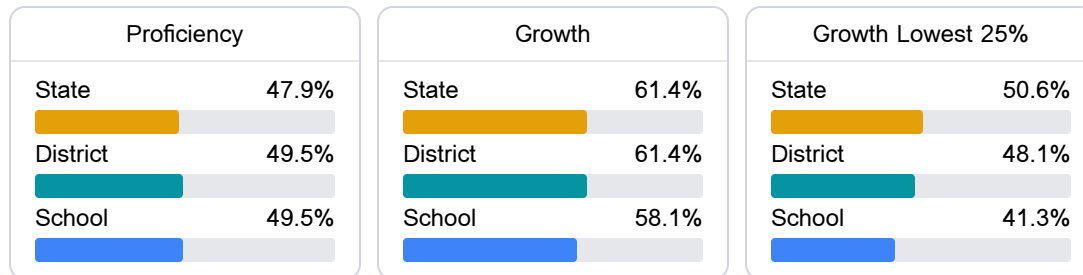 Proficiency
State 47.9%
District 49.5%
School 49.5%
Growth
State 61.4%
District 61.4%
School 58.1%
Growth Lowest 25%
State 50.6%
District 48.1%
School 41.3%